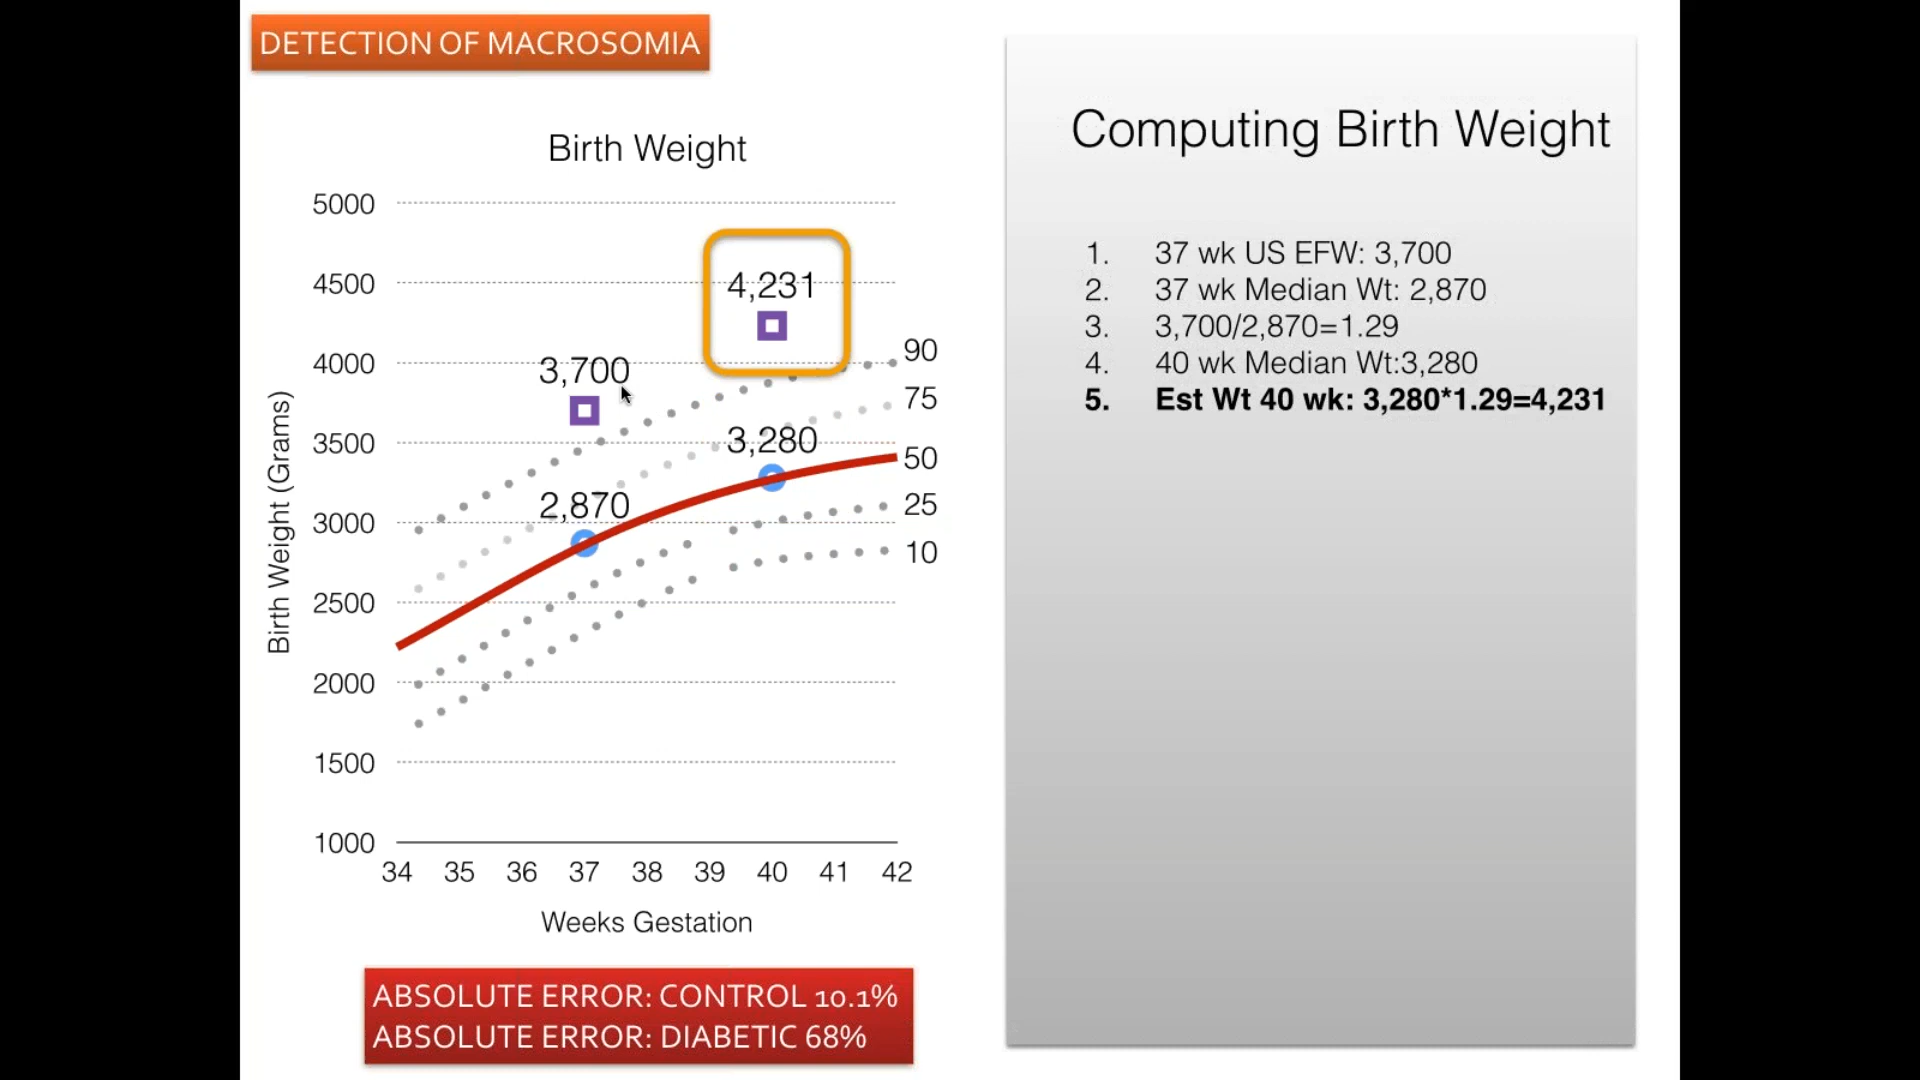 DETECTION OF MACROSOMIA
Birth Weight
5000
4500
4000
3500
3000
2500
2000
1500
1000
Birth Weight (Grams)
4,231
3,700
3,280
2,870
90
75
50
25
10
34 35 36 37 38 39 40 41 42
Weeks Gestation
ABSOLUTE ERROR: CONTROL 10.1%
ABSOLUTE ERROR: DIABETIC 68%
Computing Birth Weight
1. 37 wk US EFW: 3,700
2. 37 wk Median Wt: 2,870
3. 3,700/2,870=1.29
4. 40 wk Median Wt:3,280
5. Est Wt 40 wk: 3,280*1.29=4,231